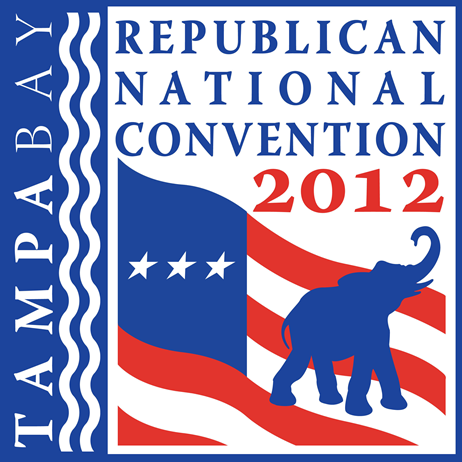 TAMPABAY
REPUBLICAN
NATIONAL
CONVENTION
2012